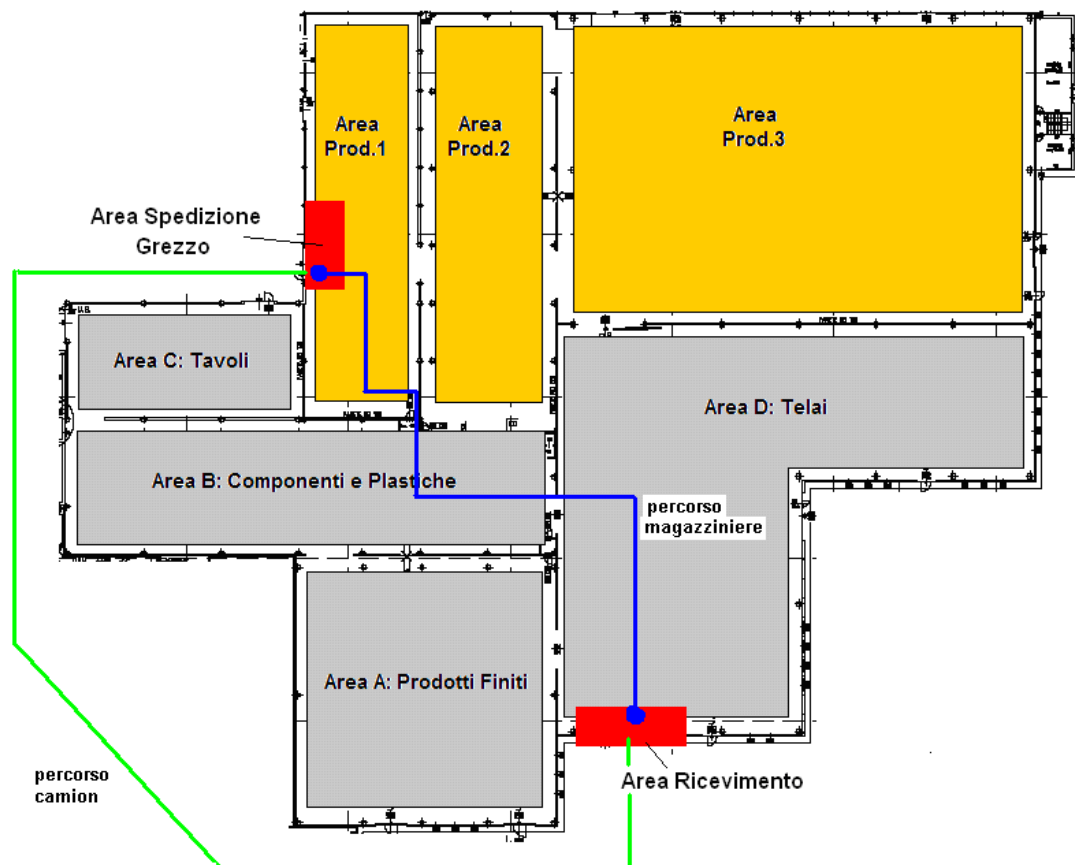 Area
Prod.1
Area
Prod.2
Area
Prod.3
Area Spedizione
Grezzo
Area C: Tavoli
Area D: Telai
Area B: Componenti e Plastiche
percorso
magazziniere
Area A: Prodotti Finiti
percorso
camion
Area Ricevimento